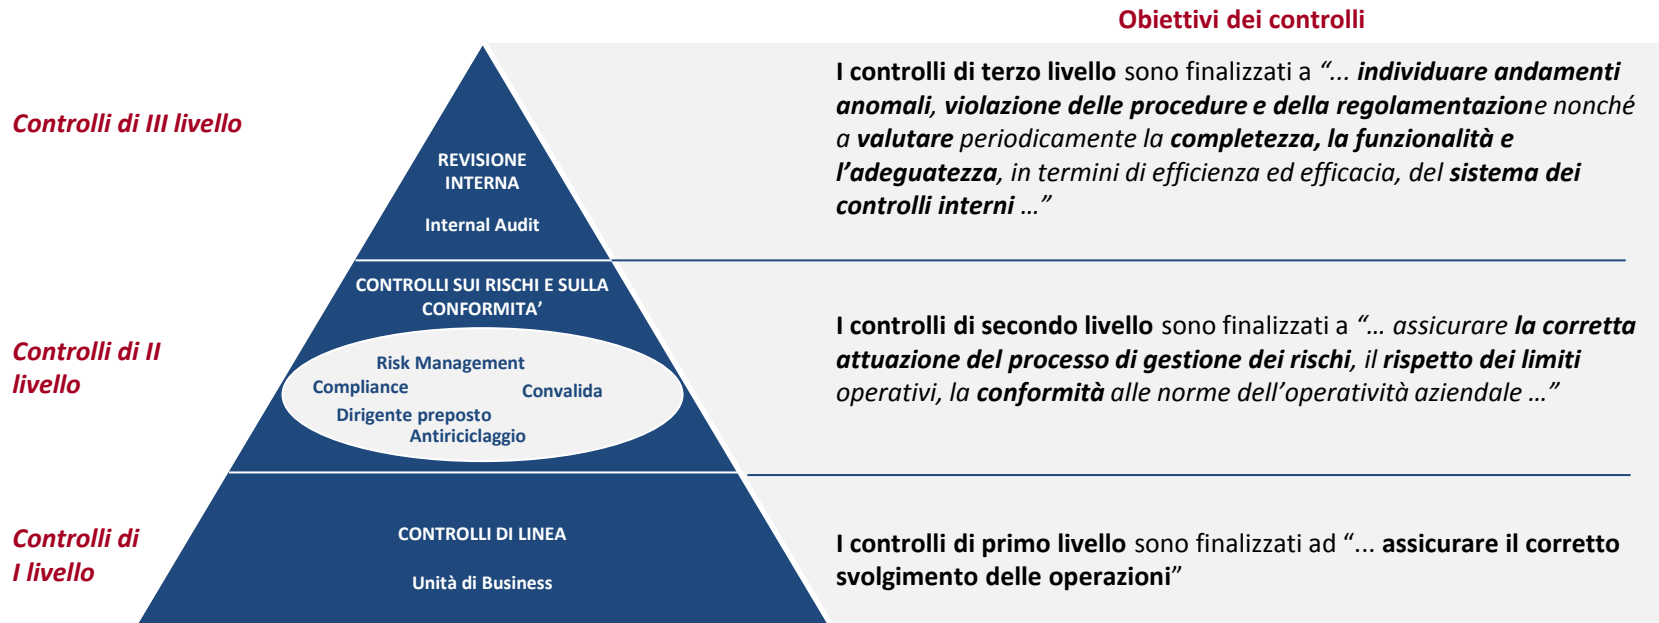 Obiettivi dei controlli
Controlli di III livello
REVISIONE
INTERNA
Internal Audit
I controlli di terzo livello sono finalizzati a “... individuare andamenti
anomali, violazione delle procedure e della regolamentazione nonché
a valutare periodicamente la completezza, la funzionalità e
l’adeguatezza, in termini di efficienza ed efficacia, del sistema dei
controlli interni …”
Controlli di II
livello
CONTROLLI SUI RISCHI E SULLA
CONFORMITA’
Risk Management
Compliance
Convalida
Dirigente preposto
Antiriciclaggio
I controlli di secondo livello sono finalizzati a “… assicurare la corretta
attuazione del processo di gestione dei rischi, il rispetto dei limiti
operativi, la conformità alle norme dell’operatività aziendale …”
Controlli di
I livello
CONTROLLI DI LINEA
Unità di Business
I controlli di primo livello sono finalizzati ad “... assicurare il corretto
svolgimento delle operazioni”